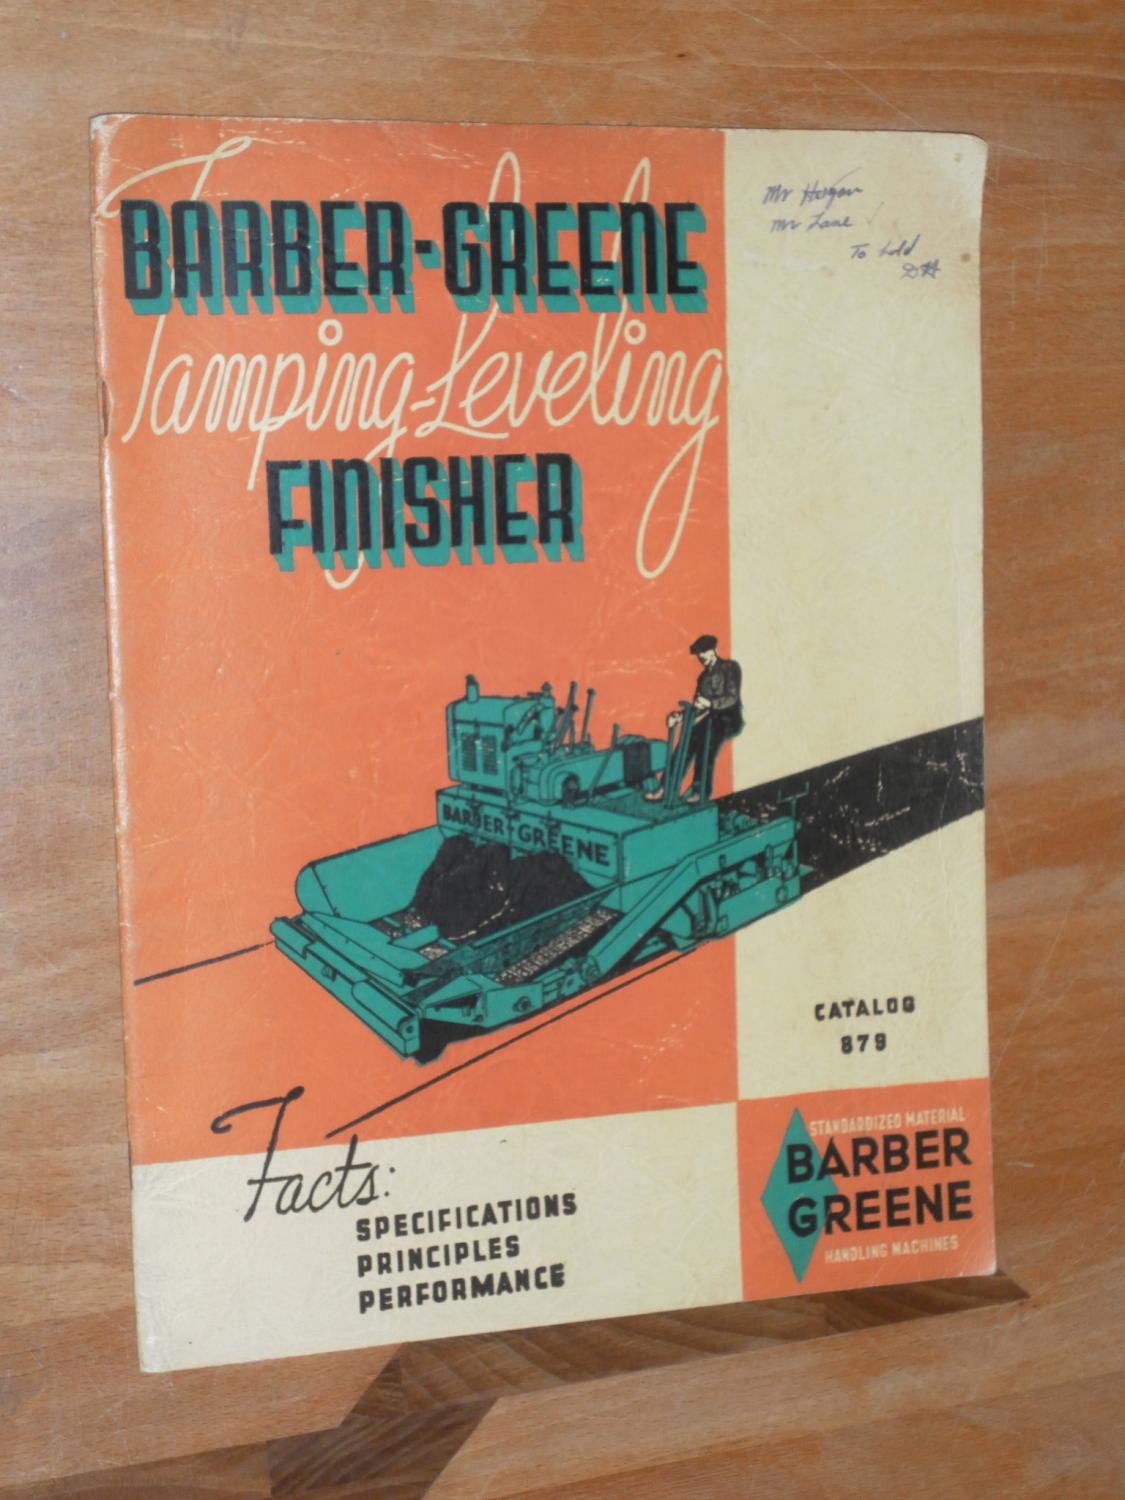 BARBER-GREENE
Tamping-Leveling
FINISHER
Mr Hogan
Mr Lane
To hold
DH
BARBER-GREENE
CATALOG
879
Facts:
SPECIFICATIONS
PRINCIPLES
PERFORMANCE
STANDARDIZED MATERIAL
BARBER
GREENE
HANDLING MACHINES